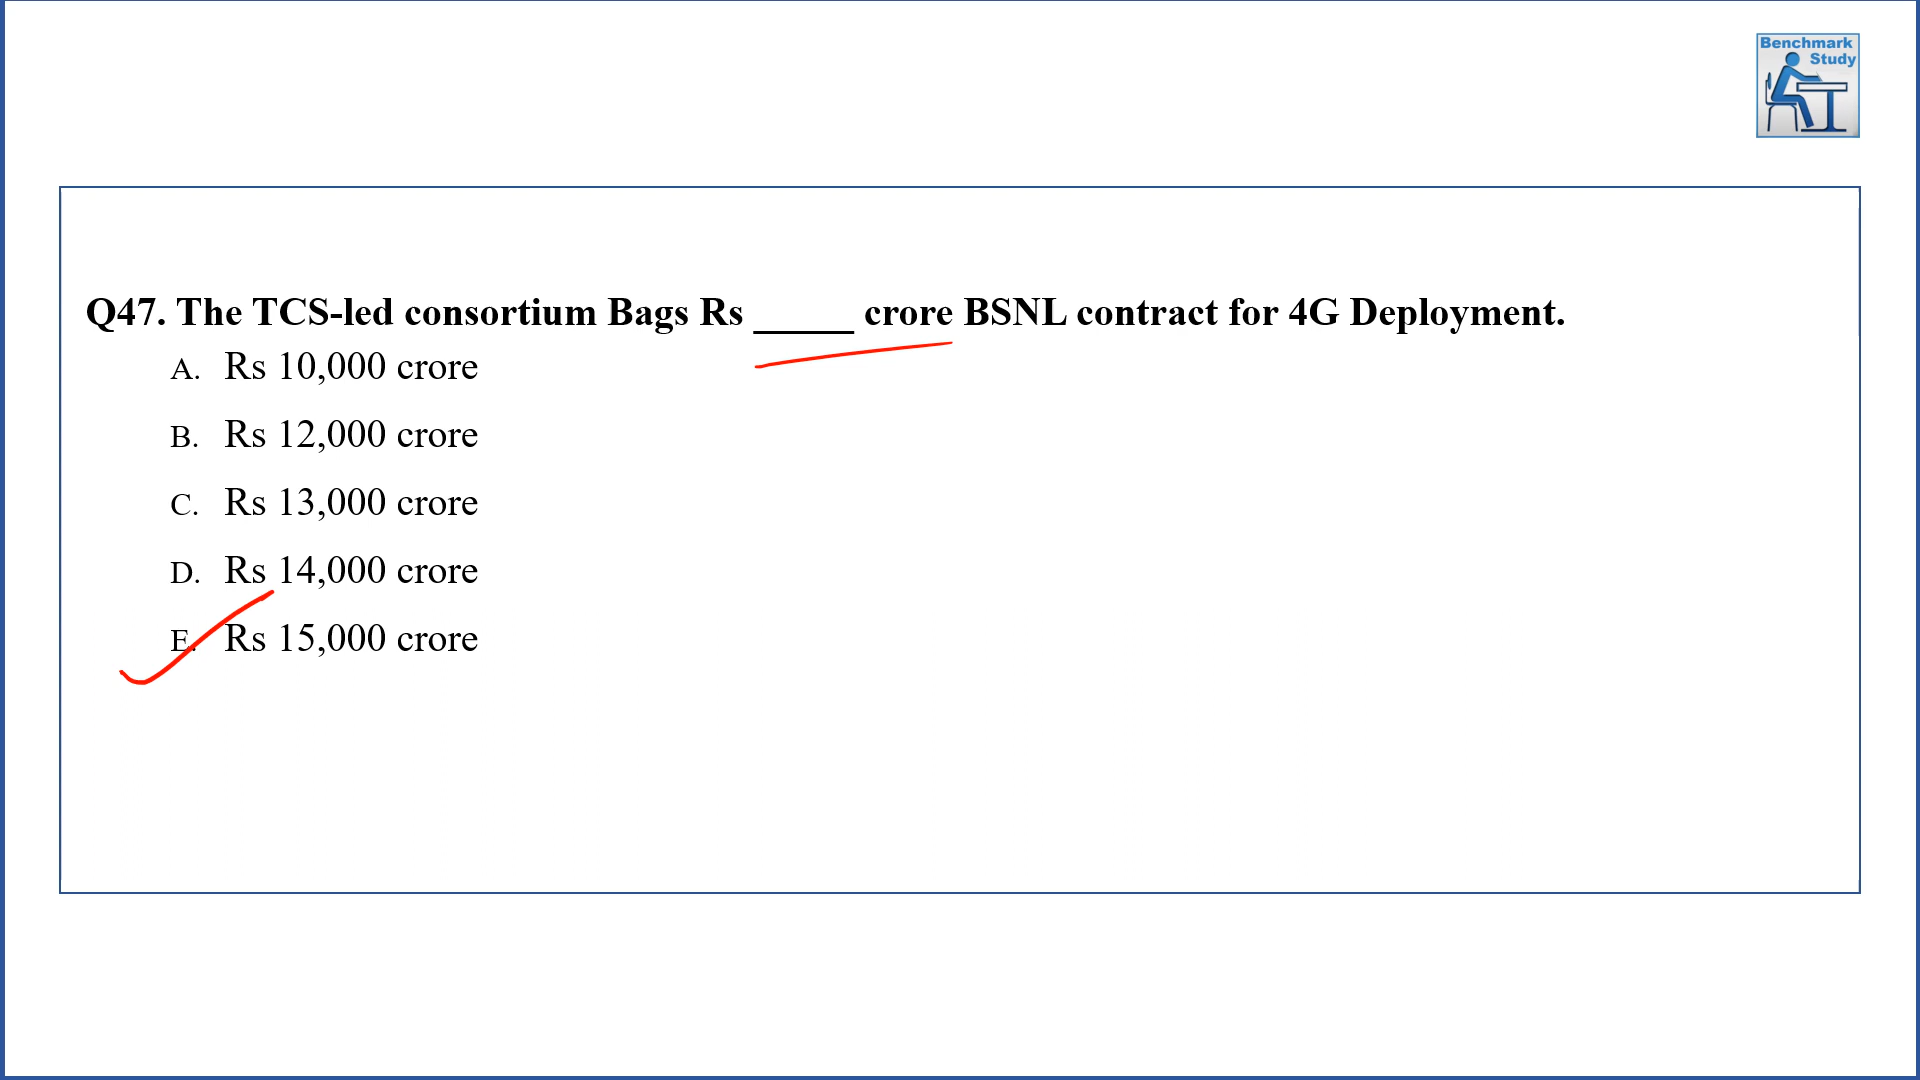 Benchmark
Study
Q47. The TCS-led consortium Bags Rs _____ crore BSNL contract for 4G Deployment.
A. Rs 10,000 crore
B. Rs 12,000 crore
C. Rs 13,000 crore
D. Rs 14,000 crore
E. Rs 15,000 crore